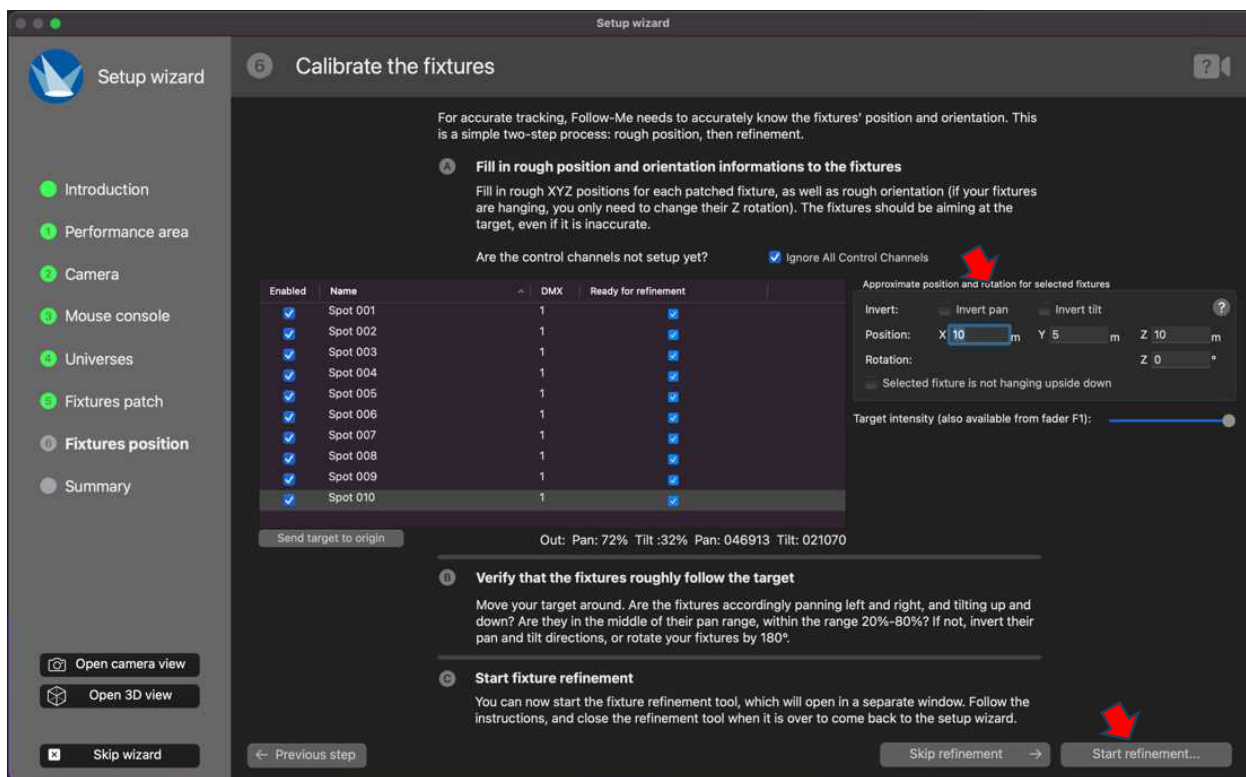 Setup wizard
Setup wizard
6 Calibrate the fixtures
?
For accurate tracking, Follow-Me needs to accurately know the fixtures' position and orientation. This
is a simple two-step process: rough position, then refinement.
A Fill in rough position and orientation informations to the fixtures
Fill in rough XYZ positions for each patched fixture, as well as rough orientation (if your fixtures
are hanging, you only need to change their Z rotation). The fixtures should be aiming at the
target, even if it is inaccurate.
Are the control channels not setup yet? Ignore All Control Channels
Introduction
1 Performance area
2 Camera
3 Mouse console
4 Universes
5 Fixtures patch
6 Fixtures position
Summary
Enabled Name DMX Ready for refinement
Spot 001 1
Spot 002 1
Spot 003 1
Spot 004 1
Spot 005 1
Spot 006 1
Spot 007 1
Spot 008 1
Spot 009 1
Spot 010 1
Approximate position and rotation for selected fixtures
Invert: Invert pan Invert tilt ?
Position: X 10 m Y 5 m Z 10 m
Rotation: Z 0 °
Selected fixture is not hanging upside down
Target intensity (also available from fader F1):
Send target to origin
Out: Pan: 72% Tilt :32% Pan: 046913 Tilt: 021070
B Verify that the fixtures roughly follow the target
Move your target around. Are the fixtures accordingly panning left and right, and tilting up and
down? Are they in the middle of their pan range, within the range 20%-80%? If not, invert their
pan and tilt directions, or rotate your fixtures by 180°.
C Start fixture refinement
You can now start the fixture refinement tool, which will open in a separate window. Follow the
instructions, and close the refinement tool when it is over to come back to the setup wizard.
Open camera view
Open 3D view
Skip wizard
← Previous step
Skip refinement →
Start refinement...